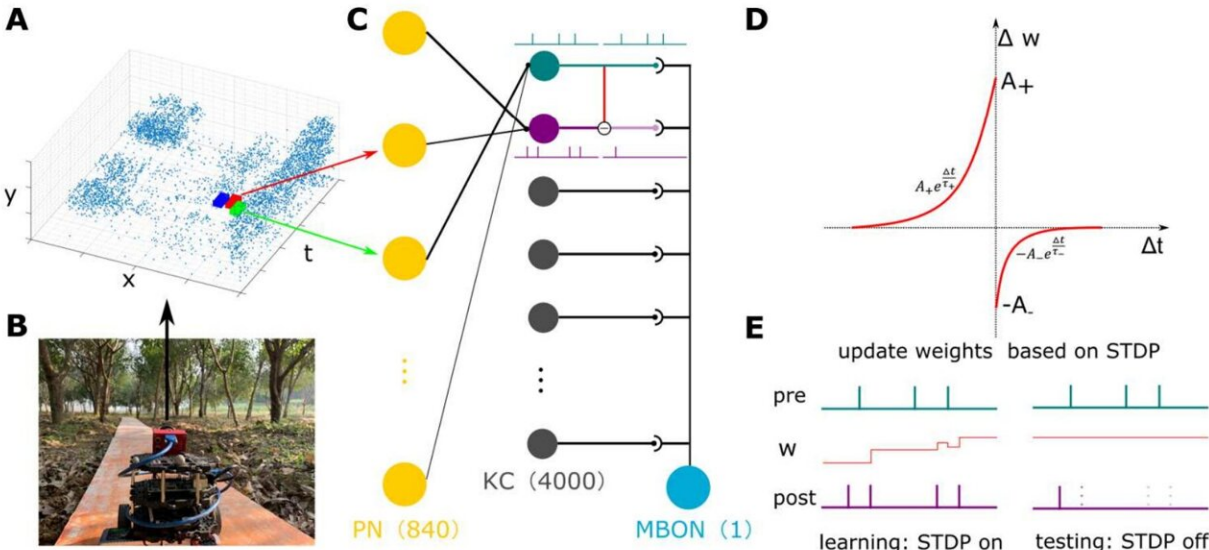 A
y
x
t
B
C
KC（4000）
PN（840）
MBON（1）
D
Δ w
A+
A₊e^{Δt/τ₊}
Δt
−A₋e^{Δt/τ₋}
-A-
E
update weights based on STDP
pre
w
post
learning: STDP on
testing: STDP off